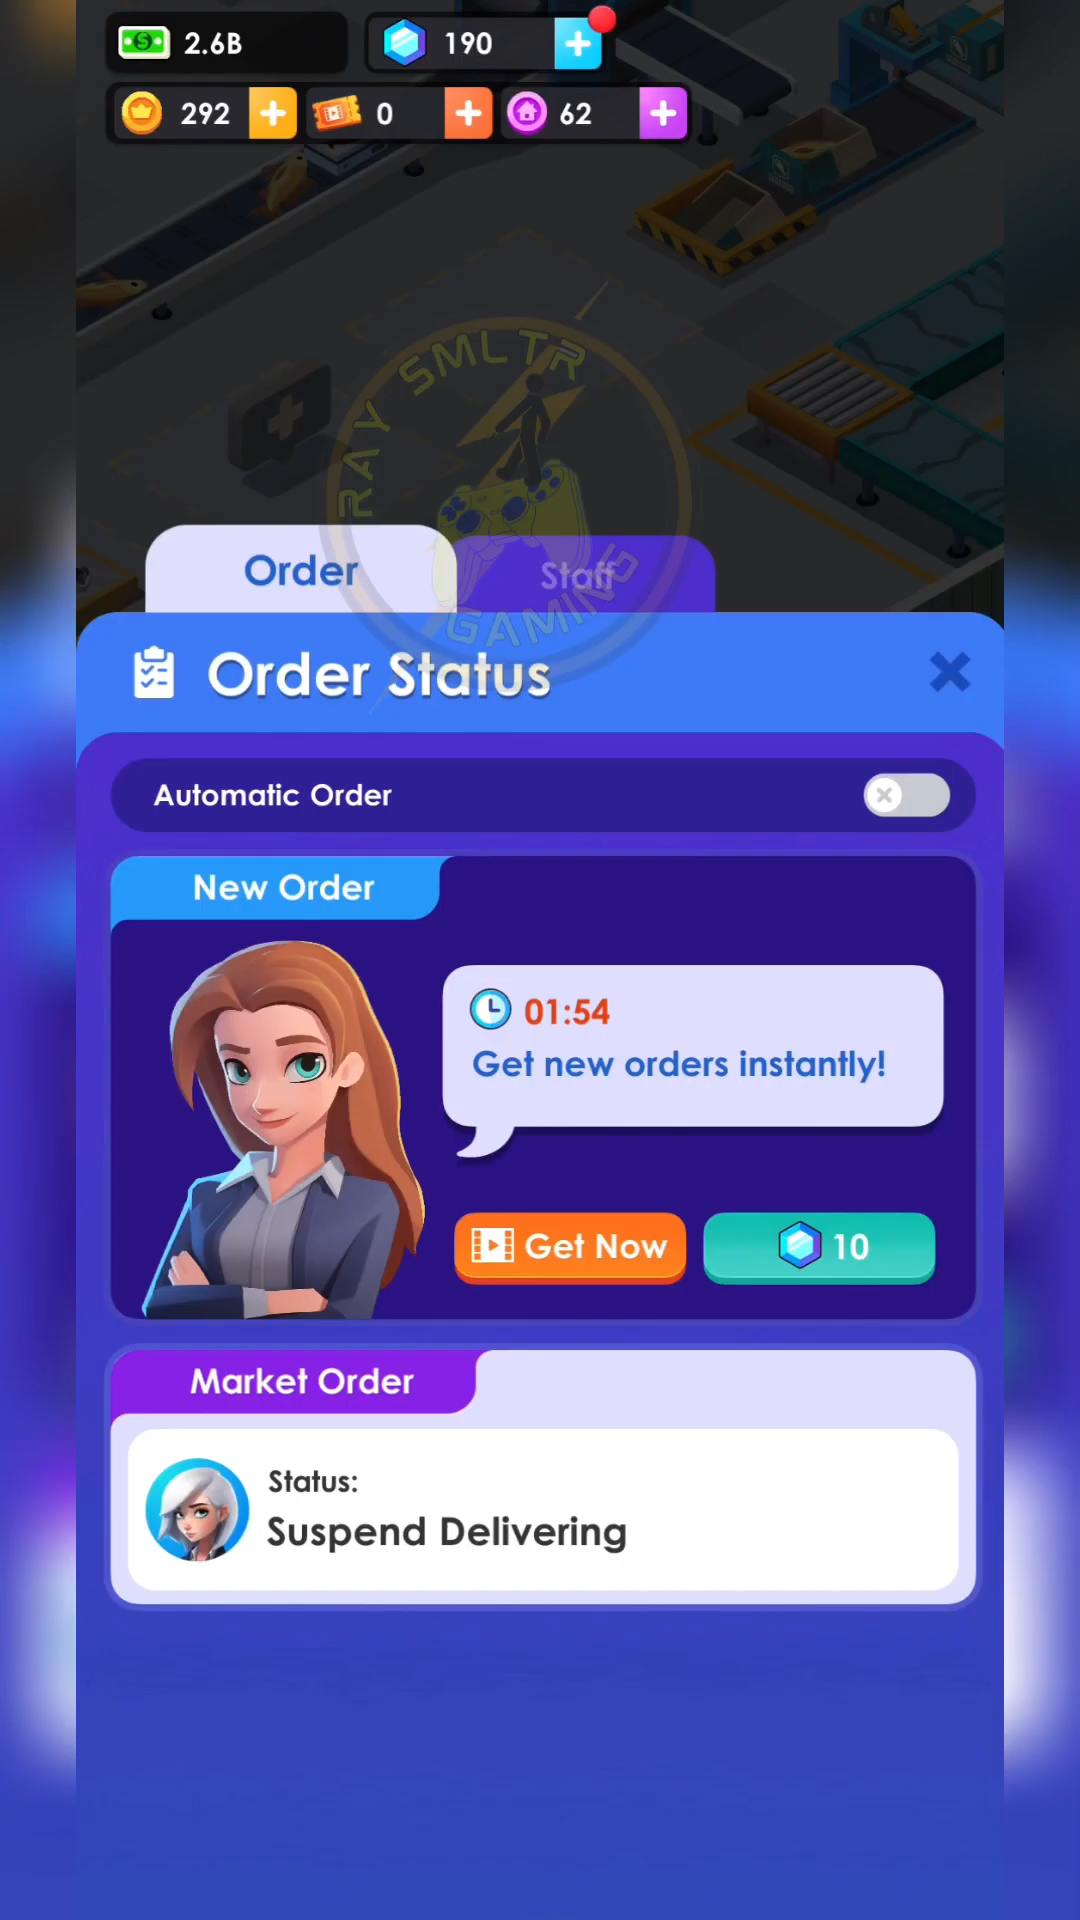 2.6B
190
292
0
62
RAY SMLTR
GAMING
Order
Staff
Order Status
Automatic Order
New Order
01:54
Get new orders instantly!
Get Now
10
Market Order
Status:
Suspend Delivering